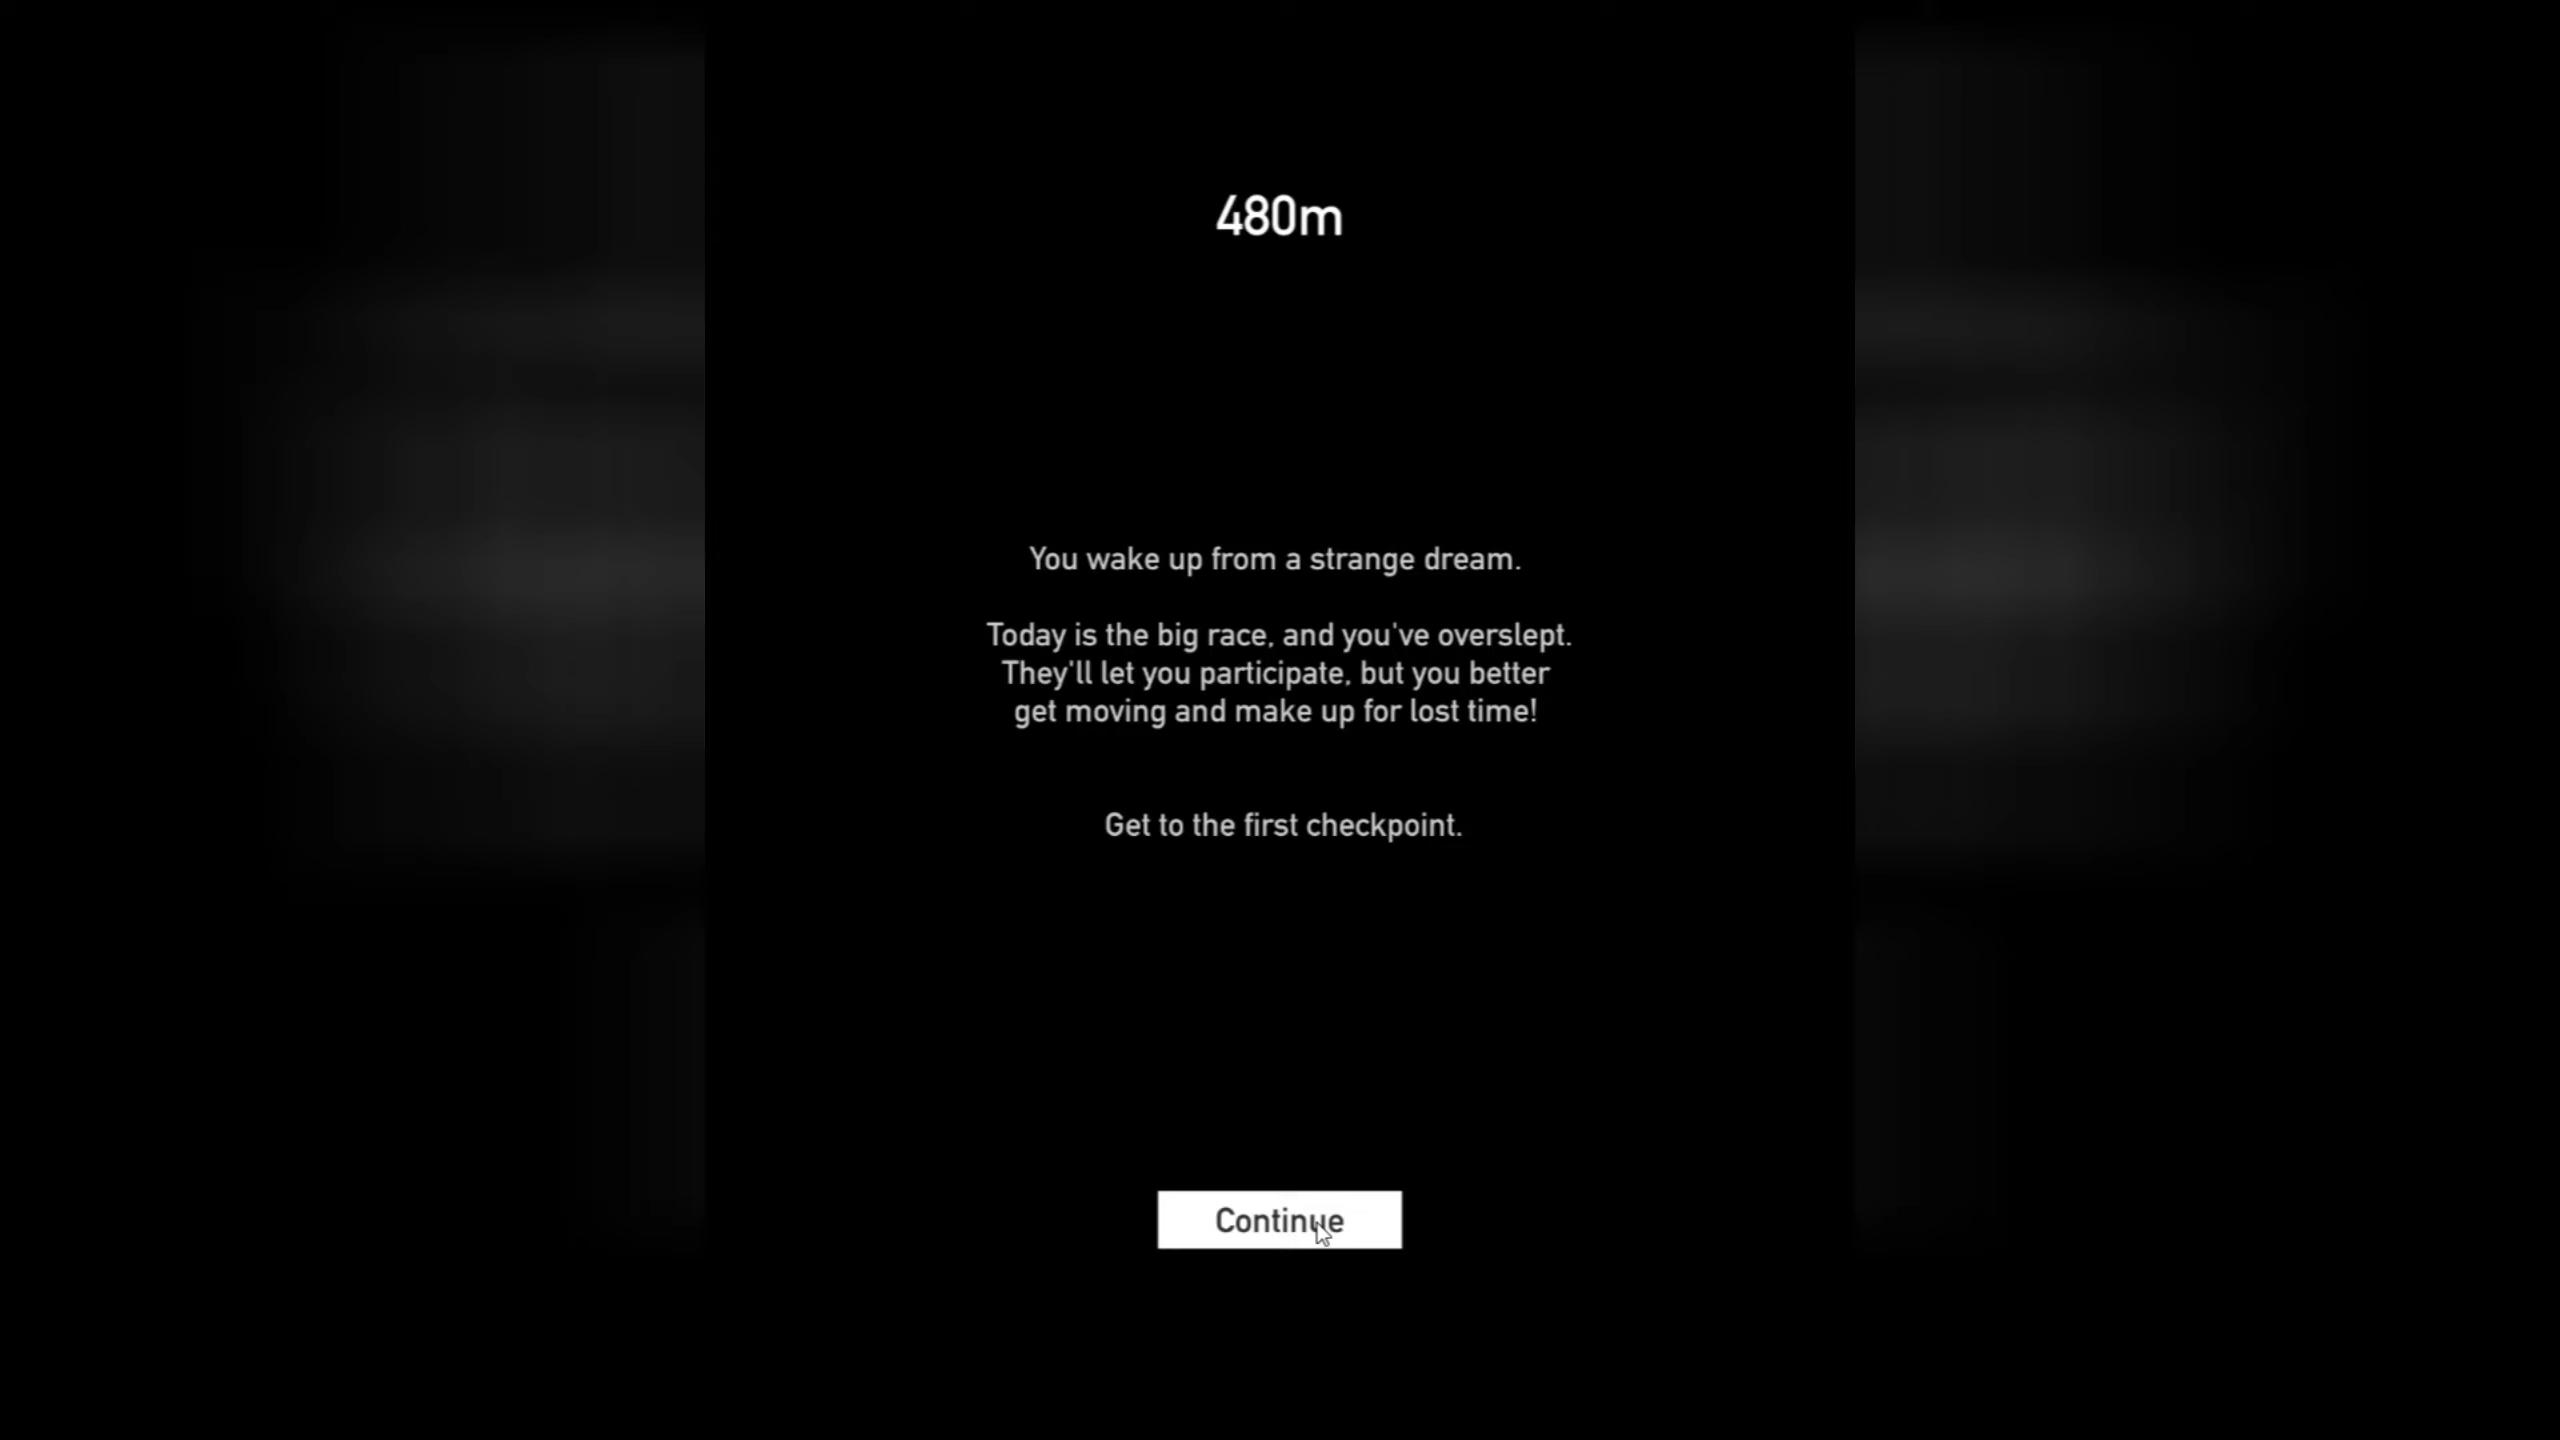 480m
You wake up from a strange dream.
Today is the big race, and you've overslept.
They'll let you participate, but you better
get moving and make up for lost time!
Get to the first checkpoint.
Continue